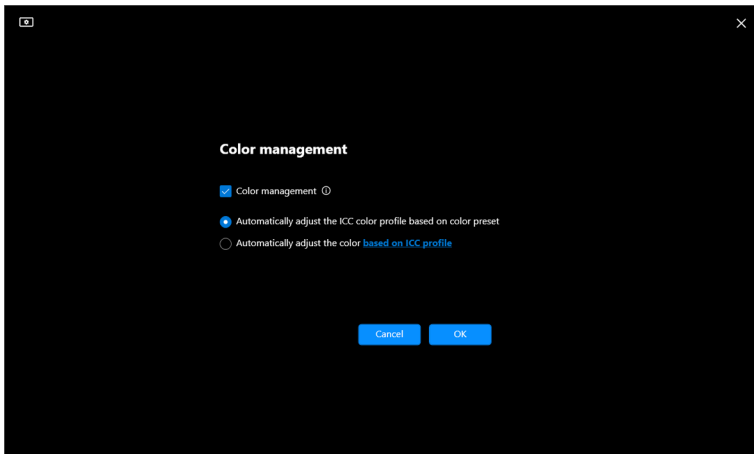 Color management
Color management
Automatically adjust the ICC color profile based on color preset
Automatically adjust the color based on ICC profile
Cancel
OK